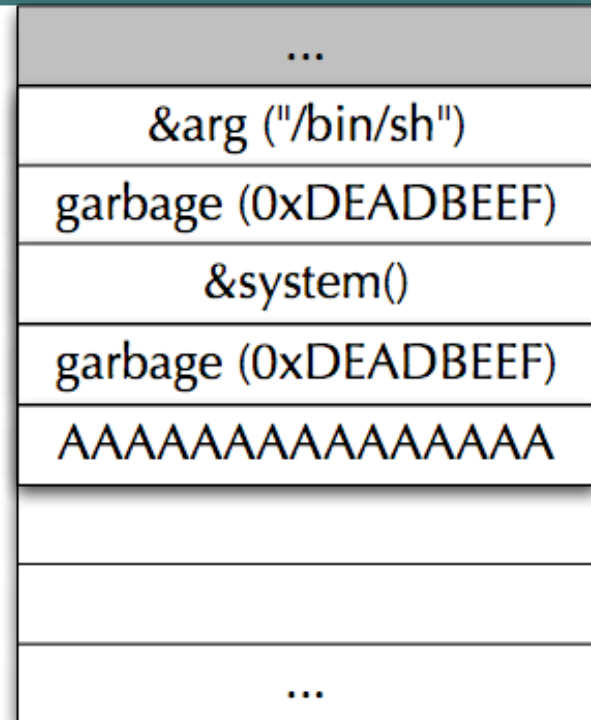 ...
&arg ("/bin/sh")
garbage (0xDEADBEEF)
&system()
garbage (0xDEADBEEF)
AAAAAAAAAAAAAAA
...